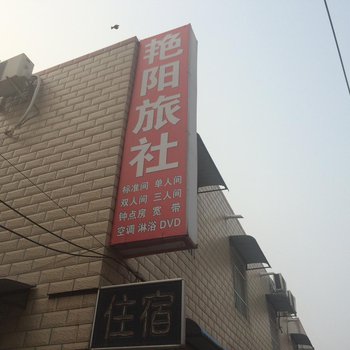 艳阳旅社
标准间 单人间
双人间 三人间
钟点房 宽 带
空调 淋浴 DVD
住宿